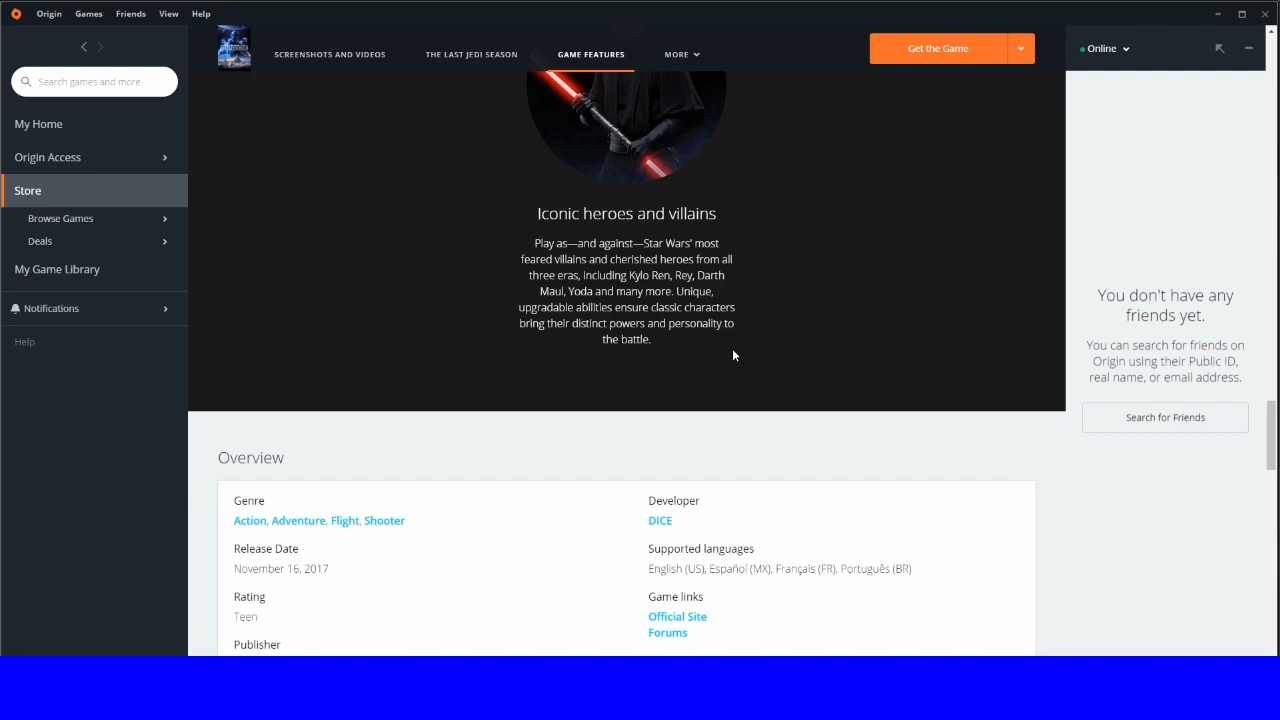 Origin Games Friends View Help
Search games and more
My Home
Origin Access
Store
Browse Games
Deals
My Game Library
Notifications
Help
SCREENSHOTS AND VIDEOS THE LAST JEDI SEASON GAME FEATURES MORE
Get the Game
Iconic heroes and villains
Play as—and against—Star Wars' most
feared villains and cherished heroes from all
three eras, including Kylo Ren, Rey, Darth
Maul, Yoda and many more. Unique,
upgradable abilities ensure classic characters
bring their distinct powers and personality to
the battle.
Overview
Genre
Action, Adventure, Flight, Shooter
Release Date
November 16, 2017
Rating
Teen
Publisher
Developer
DICE
Supported languages
English (US), Español (MX), Français (FR), Português (BR)
Game links
Official Site
Forums
Online
You don't have any
friends yet.
You can search for friends on
Origin using their Public ID,
real name, or email address.
Search for Friends